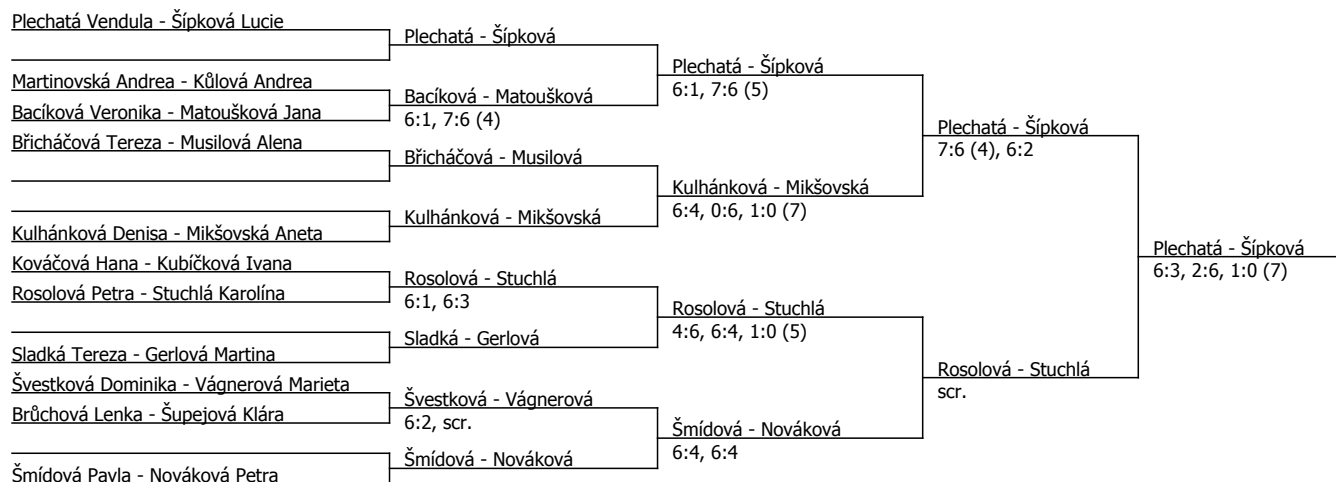 Plechatá Vendula - Šípková Lucie
Martinovská Andrea - Kůlová Andrea
Bacíková Veronika - Matoušková Jana
Břicháčová Tereza - Musilová Alena
Kulhánková Denisa - Mikšovská Aneta
Kováčová Hana - Kubíčková Ivana
Rosolová Petra - Stuchlá Karolína
Sladká Tereza - Gerlová Martina
Švestková Dominika - Vágnerová Marieta
Brůchová Lenka - Šupejová Klára
Šmídová Pavla - Nováková Petra
Plechatá - Šípková
Bacíková - Matoušková
6:1, 7:6 (4)
Břicháčová - Musilová
Kulhánková - Mikšovská
Rosolová - Stuchlá
6:1, 6:3
Sladká - Gerlová
Švestková - Vágnerová
6:2, scr.
Šmídová - Nováková
Plechatá - Šípková
6:1, 7:6 (5)
Kulhánková - Mikšovská
6:4, 0:6, 1:0 (7)
Rosolová - Stuchlá
4:6, 6:4, 1:0 (5)
Šmídová - Nováková
6:4, 6:4
Plechatá - Šípková
7:6 (4), 6:2
Rosolová - Stuchlá
scr.
Plechatá - Šípková
6:3, 2:6, 1:0 (7)